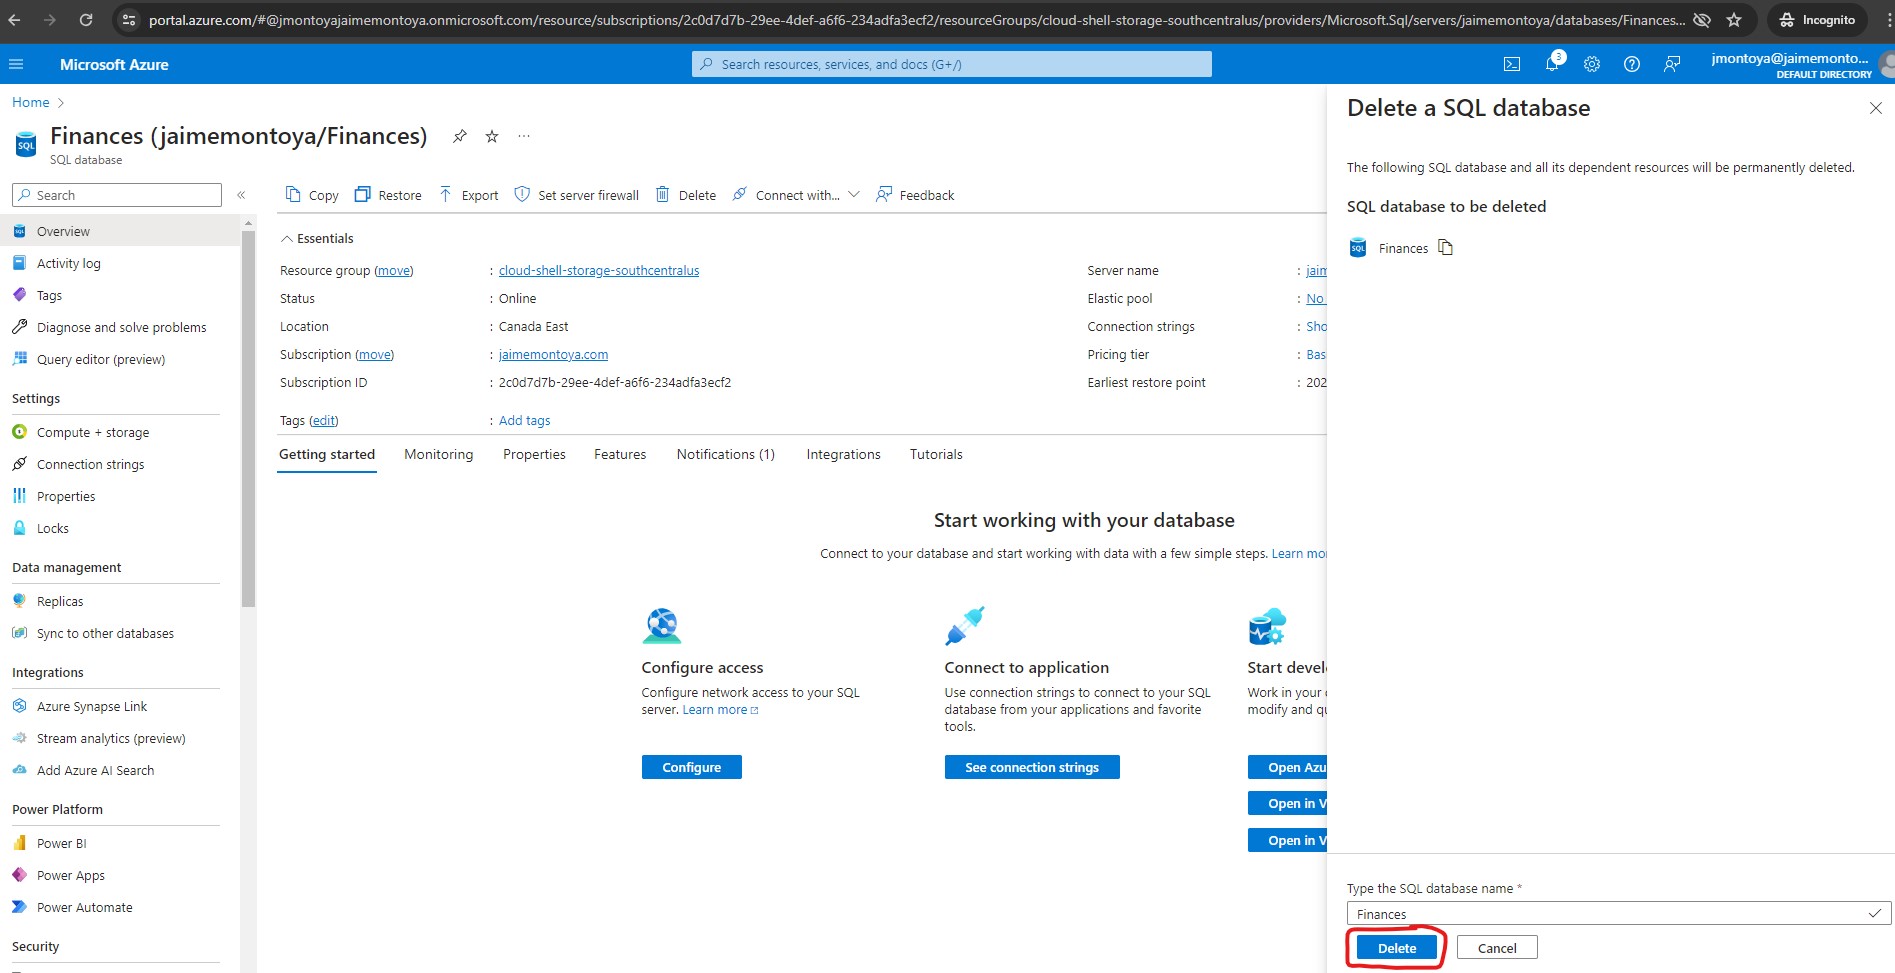 portal.azure.com/#@jmontoyajaimemontoya.onmicrosoft.com/resource/subscriptions/2c0d7d7b-29ee-4def-a6f6-234adfa3ecf2/resourceGroups/cloud-shell-storage-southcentralus/providers/Microsoft.Sql/servers/jaimemontoya/databases/Finances...
Incognito
Microsoft Azure
Search resources, services, and docs (G+/)
3
jmontoya@jaimemonto...
DEFAULT DIRECTORY
Home
Finances (jaimemontoya/Finances)
SQL database
Search
Overview
Activity log
Tags
Diagnose and solve problems
Query editor (preview)
Settings
Compute + storage
Connection strings
Properties
Locks
Data management
Replicas
Sync to other databases
Integrations
Azure Synapse Link
Stream analytics (preview)
Add Azure AI Search
Power Platform
Power BI
Power Apps
Power Automate
Security
Copy Restore Export Set server firewall Delete Connect with... Feedback
Essentials
Resource group (move) : cloud-shell-storage-southcentralus
Status : Online
Location : Canada East
Subscription (move) : jaimemontoya.com
Subscription ID : 2c0d7d7b-29ee-4def-a6f6-234adfa3ecf2
Tags (edit) : Add tags
Server name : jaim
Elastic pool : No
Connection strings : Sho
Pricing tier : Bas
Earliest restore point : 202
Getting started Monitoring Properties Features Notifications (1) Integrations Tutorials
Start working with your database
Connect to your database and start working with data with a few simple steps. Learn mo
Configure access
Configure network access to your SQL
server. Learn more
Configure
Connect to application
Use connection strings to connect to your SQL
database from your applications and favorite
tools.
See connection strings
Start devel
Work in your
modify and qu
Open Azu
Open in V
Open in V
Delete a SQL database
The following SQL database and all its dependent resources will be permanently deleted.
SQL database to be deleted
SQL
Finances
Type the SQL database name *
Finances
Delete
Cancel